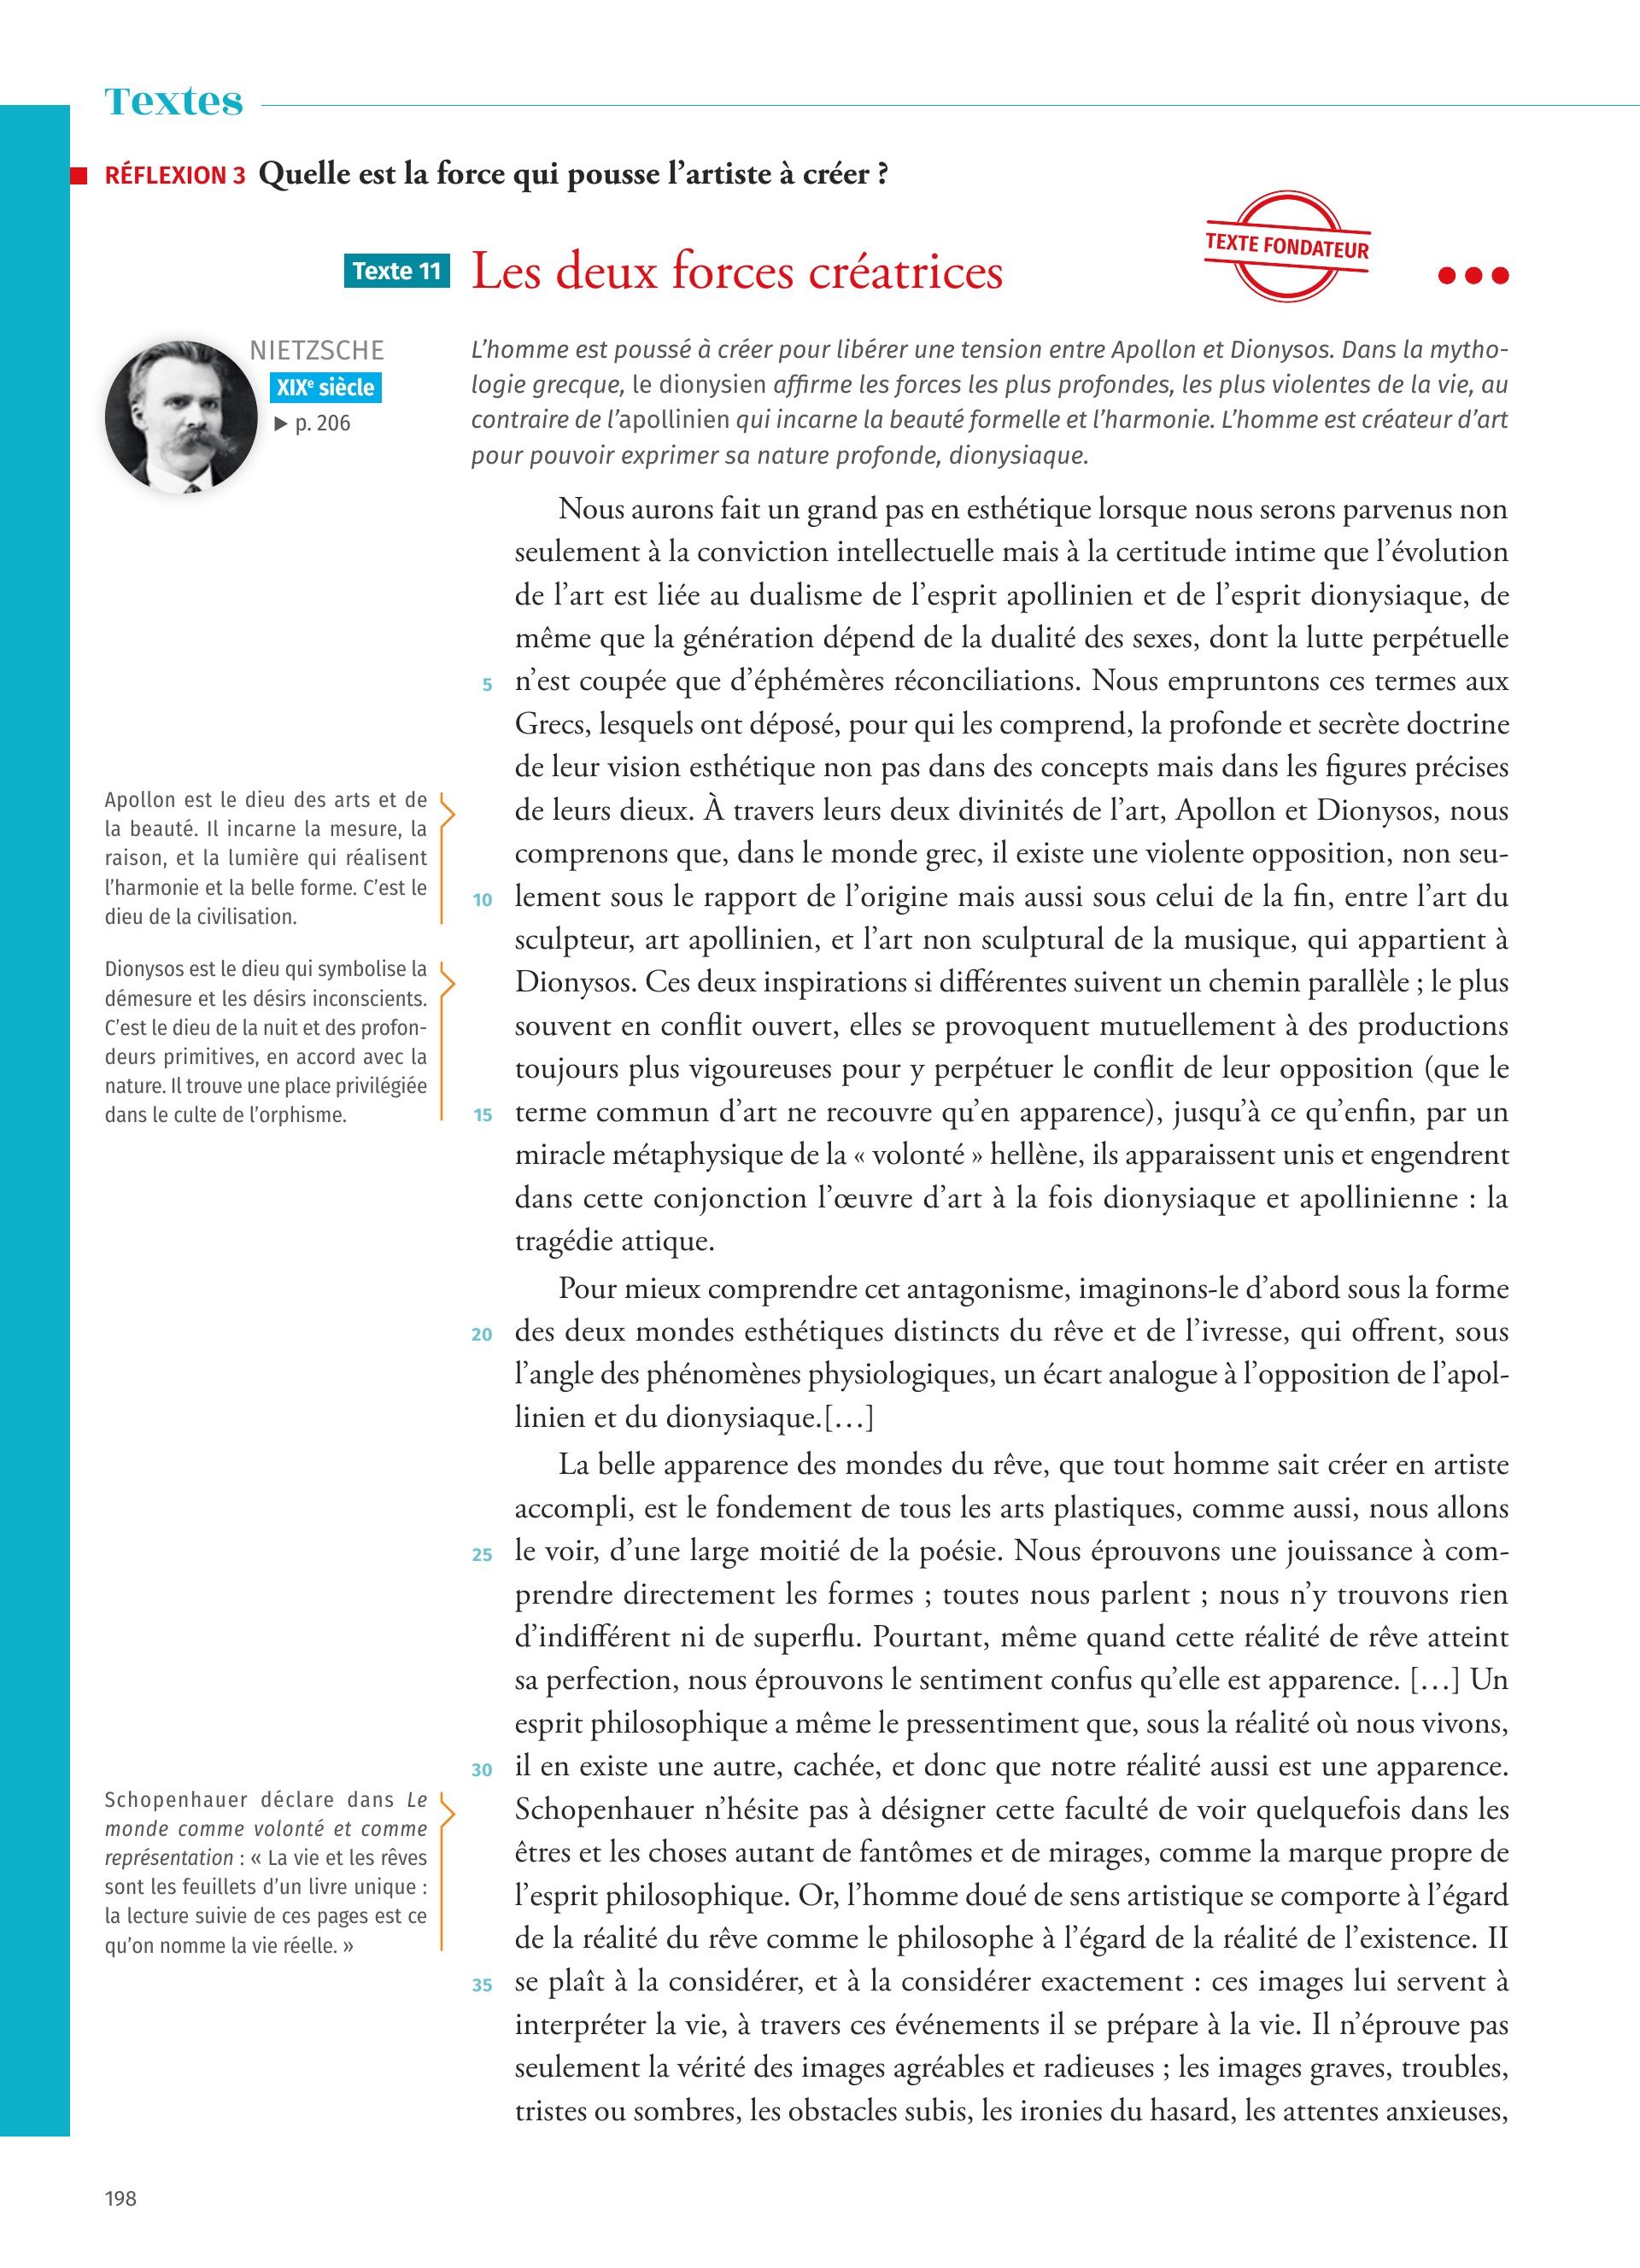 Textes
RÉFLEXION 3 Quelle est la force qui pousse l’artiste à créer ?
TEXTE FONDATEUR
Texte 11 Les deux forces créatrices
NIETZSCHE
XIXe siècle
▶ p. 206
L’homme est poussé à créer pour libérer une tension entre Apollon et Dionysos. Dans la mytho-
logie grecque, le dionysien affirme les forces les plus profondes, les plus violentes de la vie, au
contraire de l’apollinien qui incarne la beauté formelle et l’harmonie. L’homme est créateur d’art
pour pouvoir exprimer sa nature profonde, dionysiaque.
Nous aurons fait un grand pas en esthétique lorsque nous serons parvenus non
seulement à la conviction intellectuelle mais à la certitude intime que l’évolution
de l’art est liée au dualisme de l’esprit apollinien et de l’esprit dionysiaque, de
même que la génération dépend de la dualité des sexes, dont la lutte perpétuelle
5 n’est coupée que d’éphémères réconciliations. Nous empruntons ces termes aux
Grecs, lesquels ont déposé, pour qui les comprend, la profonde et secrète doctrine
de leur vision esthétique non pas dans des concepts mais dans les figures précises
de leurs dieux. À travers leurs deux divinités de l’art, Apollon et Dionysos, nous
comprenons que, dans le monde grec, il existe une violente opposition, non seu-
10 lement sous le rapport de l’origine mais aussi sous celui de la fin, entre l’art du
sculpteur, art apollinien, et l’art non sculptural de la musique, qui appartient à
Dionysos. Ces deux inspirations si différentes suivent un chemin parallèle ; le plus
souvent en conflit ouvert, elles se provoquent mutuellement à des productions
toujours plus vigoureuses pour y perpétuer le conflit de leur opposition (que le
15 terme commun d’art ne recouvre qu’en apparence), jusqu’à ce qu’enfin, par un
miracle métaphysique de la « volonté » hellène, ils apparaissent unis et engendrent
dans cette conjonction l’œuvre d’art à la fois dionysiaque et apollinienne : la
tragédie attique.
Pour mieux comprendre cet antagonisme, imaginons-le d’abord sous la forme
20 des deux mondes esthétiques distincts du rêve et de l’ivresse, qui offrent, sous
l’angle des phénomènes physiologiques, un écart analogue à l’opposition de l’apol-
linien et du dionysiaque.[…]
La belle apparence des mondes du rêve, que tout homme sait créer en artiste
accompli, est le fondement de tous les arts plastiques, comme aussi, nous allons
25 le voir, d’une large moitié de la poésie. Nous éprouvons une jouissance à com-
prendre directement les formes ; toutes nous parlent ; nous n’y trouvons rien
d’indifférent ni de superflu. Pourtant, même quand cette réalité de rêve atteint
sa perfection, nous éprouvons le sentiment confus qu’elle est apparence. […] Un
esprit philosophique a même le pressentiment que, sous la réalité où nous vivons,
30 il en existe une autre, cachée, et donc que notre réalité aussi est une apparence.
Schopenhauer n’hésite pas à désigner cette faculté de voir quelquefois dans les
êtres et les choses autant de fantômes et de mirages, comme la marque propre de
l’esprit philosophique. Or, l’homme doué de sens artistique se comporte à l’égard
de la réalité du rêve comme le philosophe à l’égard de la réalité de l’existence. II
35 se plaît à la considérer, et à la considérer exactement : ces images lui servent à
interpréter la vie, à travers ces événements il se prépare à la vie. Il n’éprouve pas
seulement la vérité des images agréables et radieuses ; les images graves, troubles,
tristes ou sombres, les obstacles subis, les ironies du hasard, les attentes anxieuses,
Apollon est le dieu des arts et de
la beauté. Il incarne la mesure, la
raison, et la lumière qui réalisent
l’harmonie et la belle forme. C’est le
dieu de la civilisation.
Dionysos est le dieu qui symbolise la
démesure et les désirs inconscients.
C’est le dieu de la nuit et des profon-
deurs primitives, en accord avec la
nature. Il trouve une place privilégiée
dans le culte de l’orphisme.
Schopenhauer déclare dans Le
monde comme volonté et comme
représentation : « La vie et les rêves
sont les feuillets d’un livre unique :
la lecture suivie de ces pages est ce
qu’on nomme la vie réelle. »
198